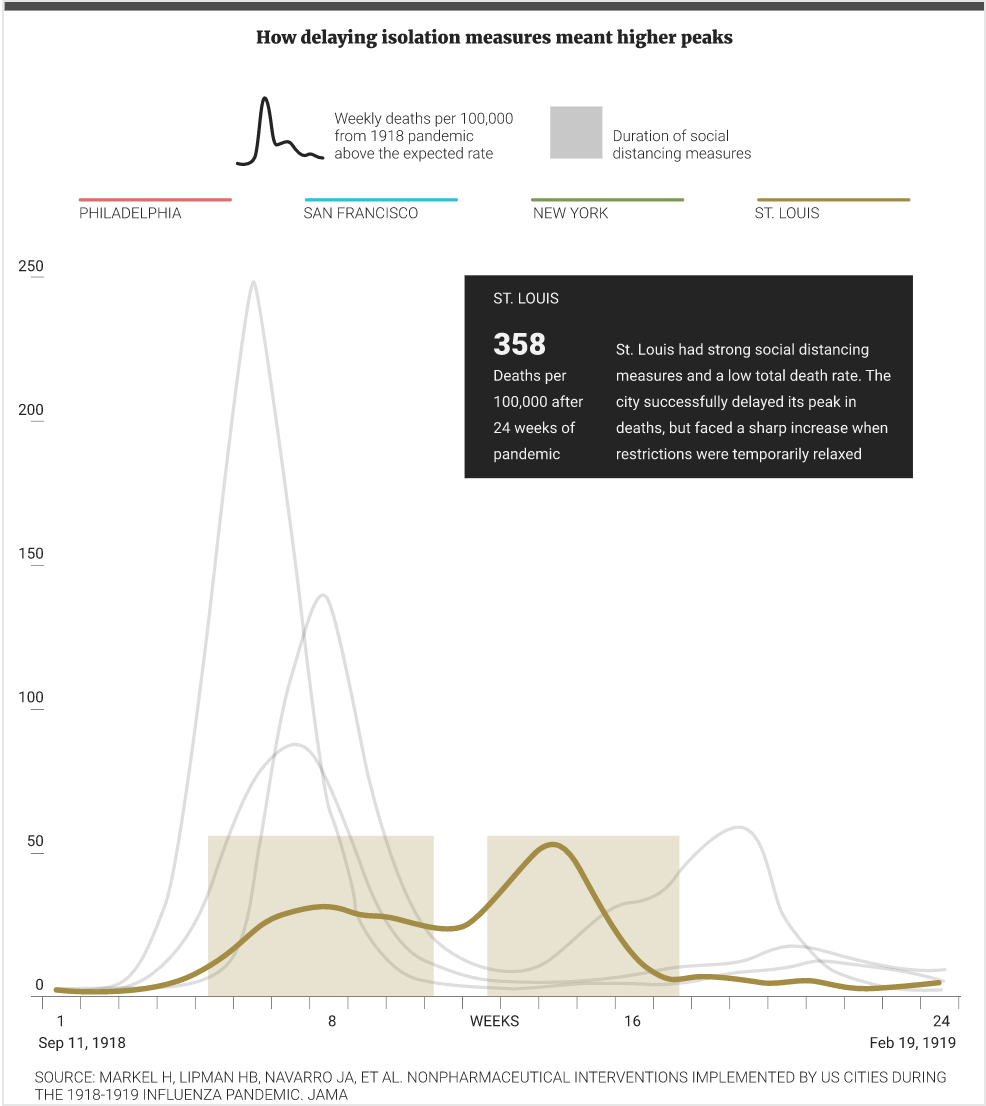 How delaying isolation measures meant higher peaks
Weekly deaths per 100,000
from 1918 pandemic
above the expected rate
Duration of social
distancing measures
PHILADELPHIA
SAN FRANCISCO
NEW YORK
ST. LOUIS
250
200
150
100
50
0
ST. LOUIS
358
Deaths per
100,000 after
24 weeks of
pandemic
St. Louis had strong social distancing
measures and a low total death rate. The
city successfully delayed its peak in
deaths, but faced a sharp increase when
restrictions were temporarily relaxed
1
8
WEEKS
16
24
Sep 11, 1918
Feb 19, 1919
SOURCE: MARKEL H, LIPMAN HB, NAVARRO JA, ET AL. NONPHARMACEUTICAL INTERVENTIONS IMPLEMENTED BY US CITIES DURING
THE 1918-1919 INFLUENZA PANDEMIC. JAMA